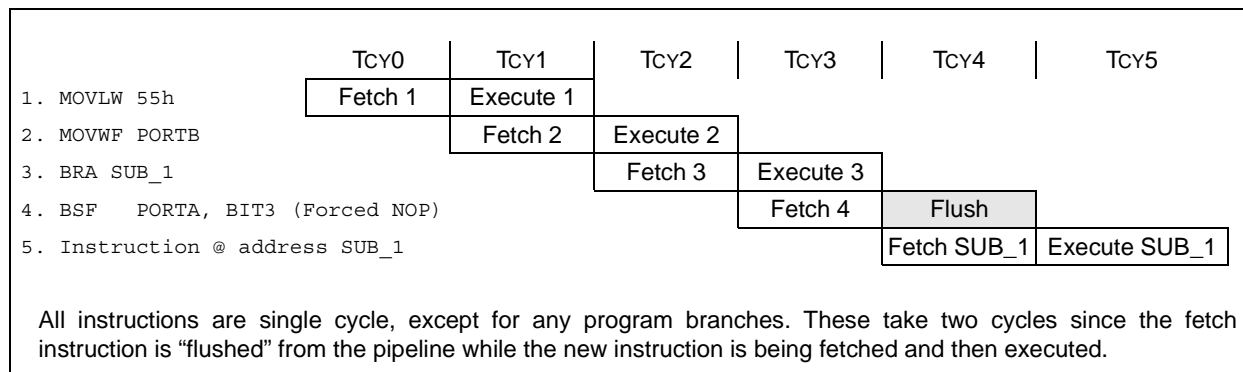 TCY0 TCY1 TCY2 TCY3 TCY4 TCY5
1. MOVLW 55h Fetch 1 Execute 1
2. MOVWF PORTB Fetch 2 Execute 2
3. BRA SUB_1 Fetch 3 Execute 3
4. BSF PORTA, BIT3 (Forced NOP) Fetch 4 Flush
5. Instruction @ address SUB_1 Fetch SUB_1 Execute SUB_1
All instructions are single cycle, except for any program branches. These take two cycles since the fetch
instruction is “flushed” from the pipeline while the new instruction is being fetched and then executed.